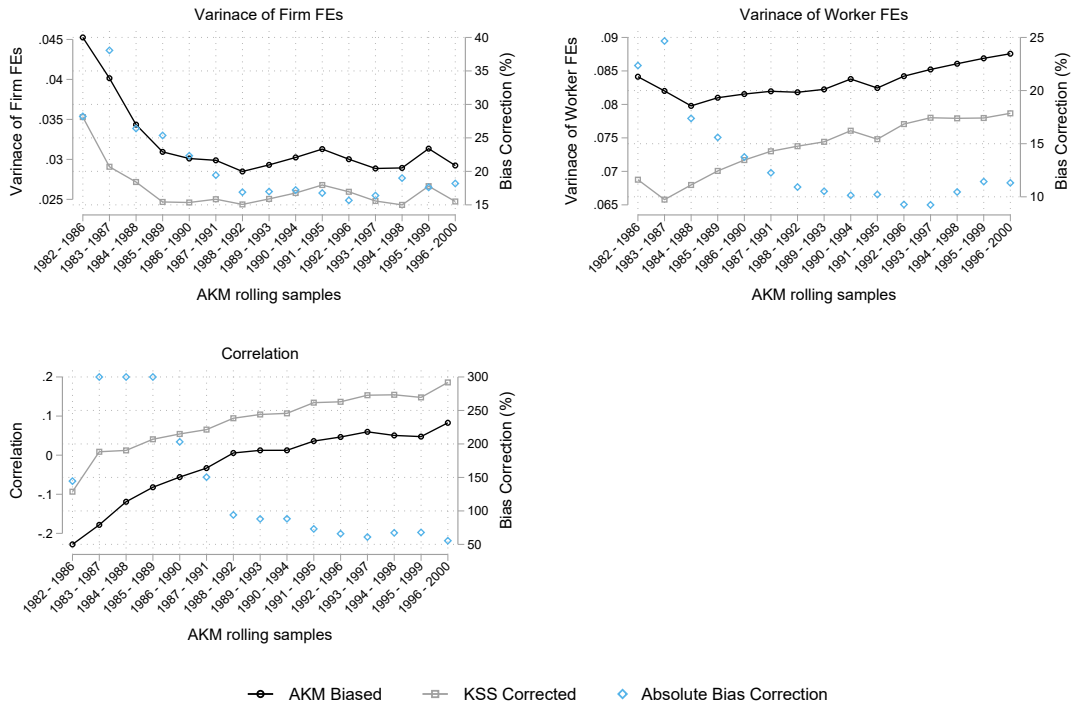 Varinace of Firm FEs
Varinace of Firm FEs
.045
.04
.035
.03
.025
40
35
30
25
20
15
Bias Correction (%)
1982 - 1986
1983 - 1987
1984 - 1988
1985 - 1989
1986 - 1990
1987 - 1991
1988 - 1992
1989 - 1993
1990 - 1994
1991 - 1995
1992 - 1996
1993 - 1997
1994 - 1998
1995 - 1999
1996 - 2000
AKM rolling samples
Varinace of Worker FEs
Varinace of Worker FEs
.09
.085
.08
.075
.07
.065
25
20
15
10
Bias Correction (%)
1982 - 1986
1983 - 1987
1984 - 1988
1985 - 1989
1986 - 1990
1987 - 1991
1988 - 1992
1989 - 1993
1990 - 1994
1991 - 1995
1992 - 1996
1993 - 1997
1994 - 1998
1995 - 1999
1996 - 2000
AKM rolling samples
Correlation
Correlation
.2
.1
0
-.1
-.2
300
250
200
150
100
50
Bias Correction (%)
1982 - 1986
1983 - 1987
1984 - 1988
1985 - 1989
1986 - 1990
1987 - 1991
1988 - 1992
1989 - 1993
1990 - 1994
1991 - 1995
1992 - 1996
1993 - 1997
1994 - 1998
1995 - 1999
1996 - 2000
AKM rolling samples
AKM Biased KSS Corrected Absolute Bias Correction